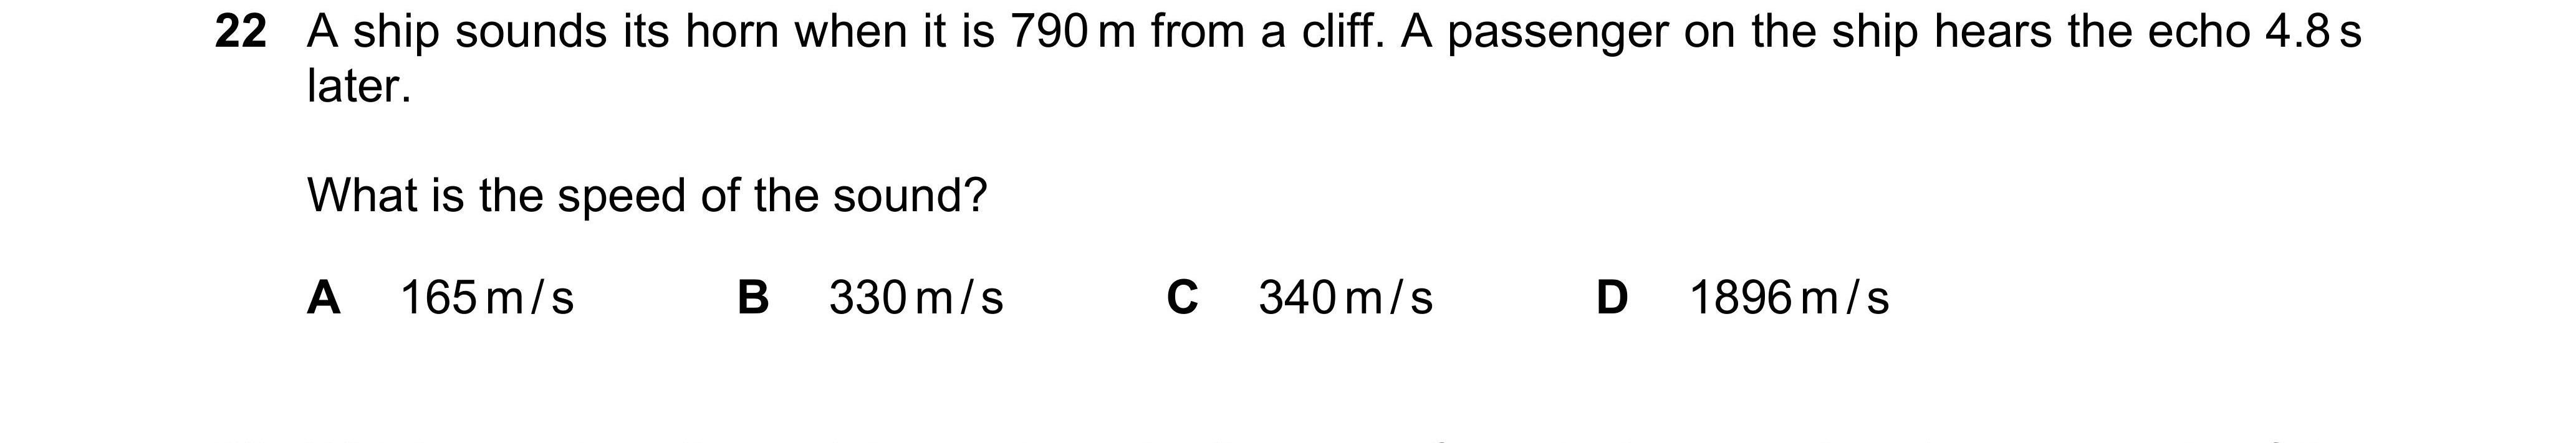 22 A ship sounds its horn when it is 790 m from a cliff. A passenger on the ship hears the echo 4.8 s
later.
What is the speed of the sound?
A 165 m / s B 330 m / s C 340 m / s D 1896 m / s